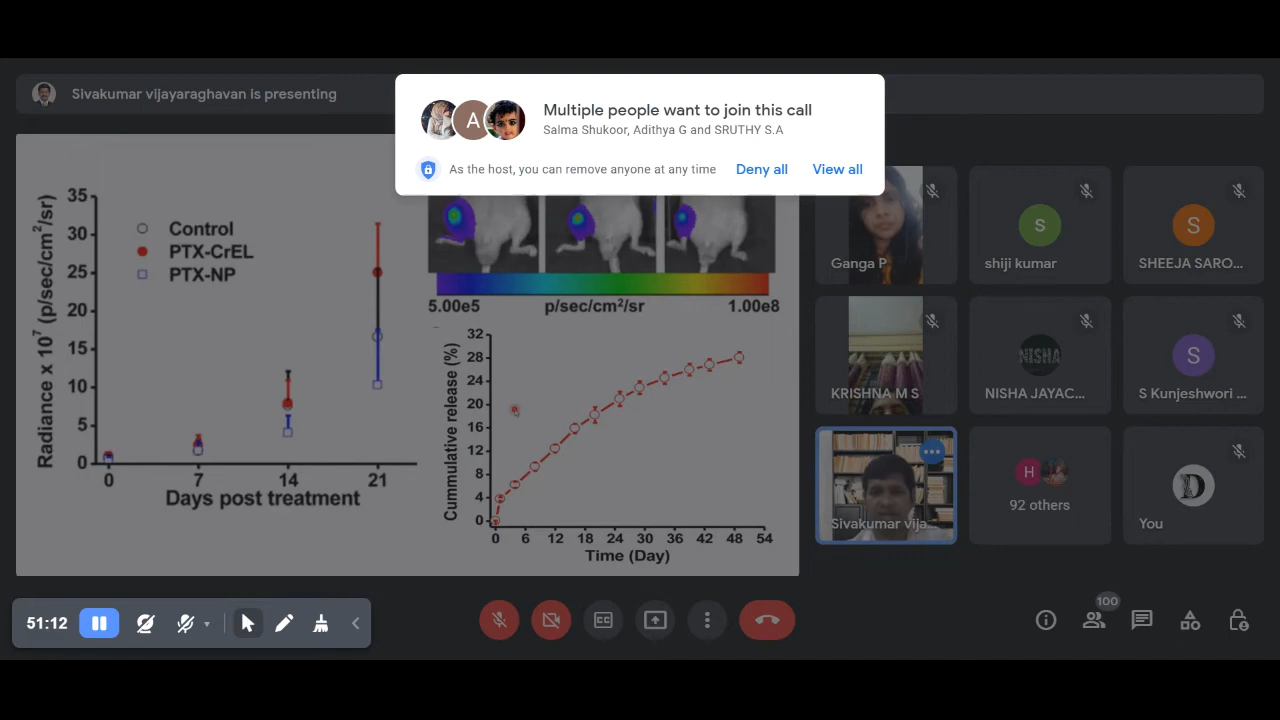 Sivakumar vijayaraghavan is presenting
A
Multiple people want to join this call
Salma Shukoor, Adithya G and SRUTHY S.A
As the host, you can remove anyone at any time
Deny all
View all
Radiance x 10⁷ (p/sec/cm²/sr)
35
30
25
20
15
10
5
0
Control
PTX-CrEL
PTX-NP
0 7 14 21
Days post treatment
5.00e5 p/sec/cm²/sr 1.00e8
Cummulative release (%)
32
28
24
20
16
12
8
4
0
0 6 12 18 24 30 36 42 48 54
Time (Day)
Ganga P
s
shiji kumar
S
SHEEJA SARO...
KRISHNA M S
NISHA
NISHA JAYAC...
S
S Kunjeshwori ...
Sivakumar vija...
H
92 others
D
You
51:12
CC
100